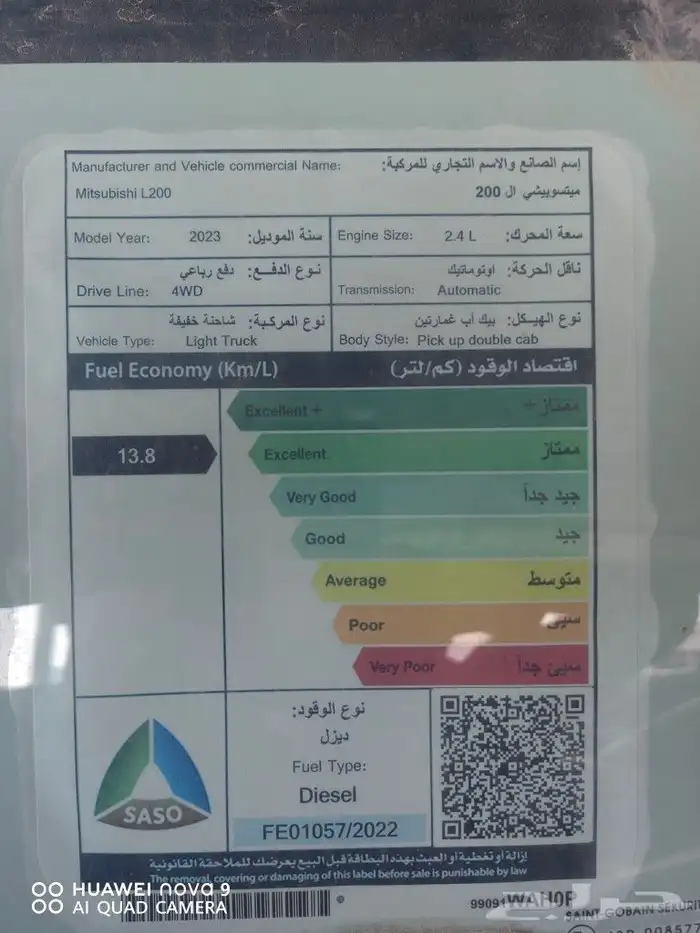 Manufacturer and Vehicle commercial Name: إسم الصانع والاسم التجاري للمركبة:
Mitsubishi L200 ميتسوبيشي ال 200
Model Year: 2023 سنة الموديل: Engine Size: 2.4 L سعة المحرك:
نوع الدفع: دفع رباعي ناقل الحركة: اوتوماتيك
Drive Line: 4WD Transmission: Automatic
نوع المركبة: شاحنة خفيفة نوع الهيكل: بيك أب غمارتين
Vehicle Type: Light Truck Body Style: Pick up double cab
Fuel Economy (Km/L) اقتصاد الوقود (كم/لتر)
Excellent + ممتاز +
13.8 Excellent ممتاز
Very Good جيد جداً
Good جيد
Average متوسط
Poor سيئ
Very Poor سيئ جداً
نوع الوقود:
ديزل
Fuel Type:
Diesel
SASO
FE01057/2022
إزالة أو تغطية أو العبث بهذه البطاقة قبل البيع يعرضك للملاحقة القانونية
The removal, covering or damaging of this label before sale is punishable by law
HUAWEI nova 9
AI QUAD CAMERA
99091 WAH0P
SAINT-GOBAIN SEKURIT